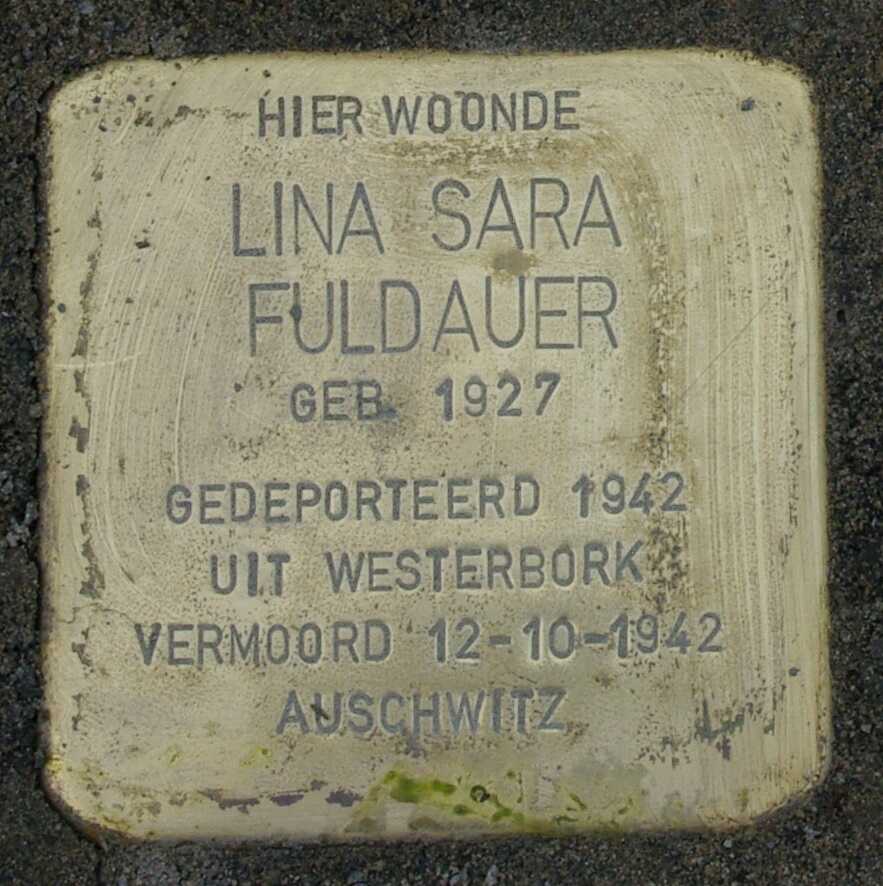 HIER WOONDE
LINA SARA
FULDAUER
GEB. 1927
GEDEPORTEERD 1942
UIT WESTERBORK
VERMOORD 12-10-1942
AUSCHWITZ